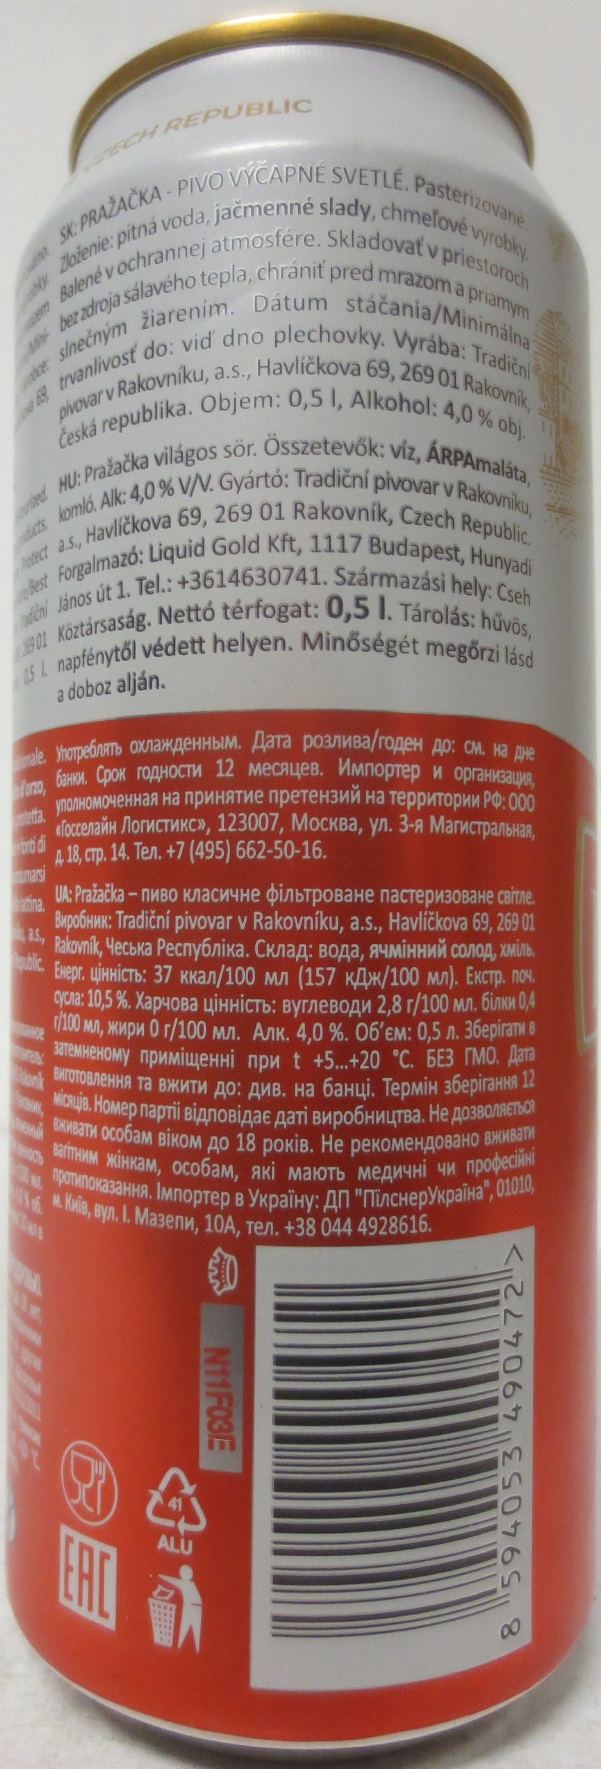 CZECH REPUBLIC
SK: PRAŽAČKA - PIVO VÝČAPNÉ SVETLÉ. Pasterizované.
Zloženie: pitná voda, jačmenné slady, chmeľové výrobky.
Balené v ochrannej atmosfére. Skladovať v priestoroch
bez zdroja sálavého tepla, chrániť pred mrazom a priamym
slnečným žiarením. Dátum stáčania/Minimálna
trvanlivosť do: viď dno plechovky. Vyrába: Tradiční
pivovar v Rakovníku, a.s., Havlíčkova 69, 269 01 Rakovník,
Česká republika. Objem: 0,5 l, Alkohol: 4,0 % obj.
HU: Pražačka világos sör. Összetevők: víz, ÁRPAmaláta,
komló. Alk: 4,0 % V/V. Gyártó: Tradiční pivovar v Rakovníku,
a.s., Havlíčkova 69, 269 01 Rakovník, Czech Republic.
Forgalmazó: Liquid Gold Kft, 1117 Budapest, Hunyadi
János út 1. Tel.: +3614630741. Származási hely: Cseh
Köztársaság. Nettó térfogat: 0,5 l. Tárolás: hűvös,
napfénytől védett helyen. Minőségét megőrzi lásd
a doboz alján.
Употреблять охлажденным. Дата розлива/годен до: см. на дне
банки. Срок годности 12 месяцев. Импортер и организация,
уполномоченная на принятие претензий на территории РФ: ООО
«Госселайн Логистикс», 123007, Москва, ул. 3-я Магистральная,
д. 18, стр. 14. Тел. +7 (495) 662-50-16.
UA: Pražačka – пиво класичне фільтроване пастеризоване світле.
Виробник: Tradiční pivovar v Rakovníku, a.s., Havlíčkova 69, 269 01
Rakovník, Чеська Республіка. Склад: вода, ячмінний солод, хміль.
Енерг. цінність: 37 ккал/100 мл (157 кДж/100 мл). Екстр. поч.
сусла: 10,5 %. Харчова цінність: вуглеводи 2,8 г/100 мл. білки 0,4
г/100 мл, жири 0 г/100 мл. Алк. 4,0 %. Об’єм: 0,5 л. Зберігати в
затемненому приміщенні при t +5...+20 °С. БЕЗ ГМО. Дата
виготовлення та вжити до: див. на банці. Термін зберігання 12
місяців. Номер партії відповідає даті виробництва. Не дозволяється
вживати особам віком до 18 років. Не рекомендовано вживати
вагітним жінкам, особам, які мають медичні чи професійні
протипоказання. Імпортер в Україну: ДП "ПілснерУкраїна", 01010,
м. Київ, вул. І. Мазепи, 10А, тел. +38 044 4928616.
N11F03E
41
ALU
EAC
8 594053 490472 >